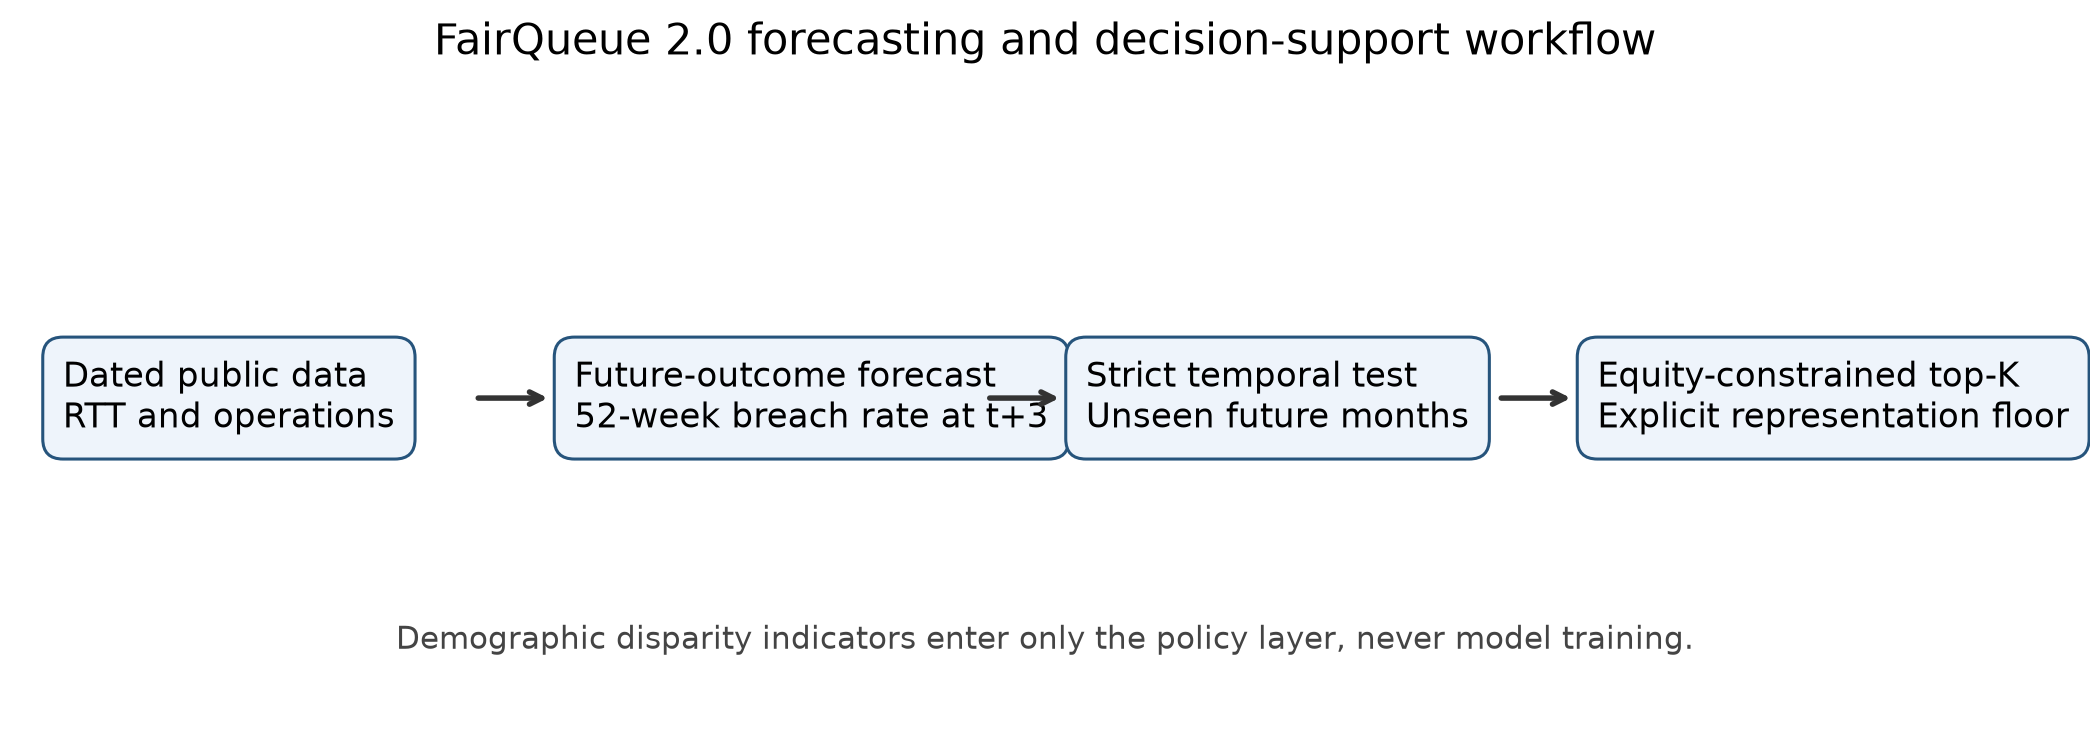 FairQueue 2.0 forecasting and decision-support workflow
Dated public data
RTT and operations
Future-outcome forecast
52-week breach rate at t+3
Strict temporal test
Unseen future months
Equity-constrained top-K
Explicit representation floor
Demographic disparity indicators enter only the policy layer, never model training.